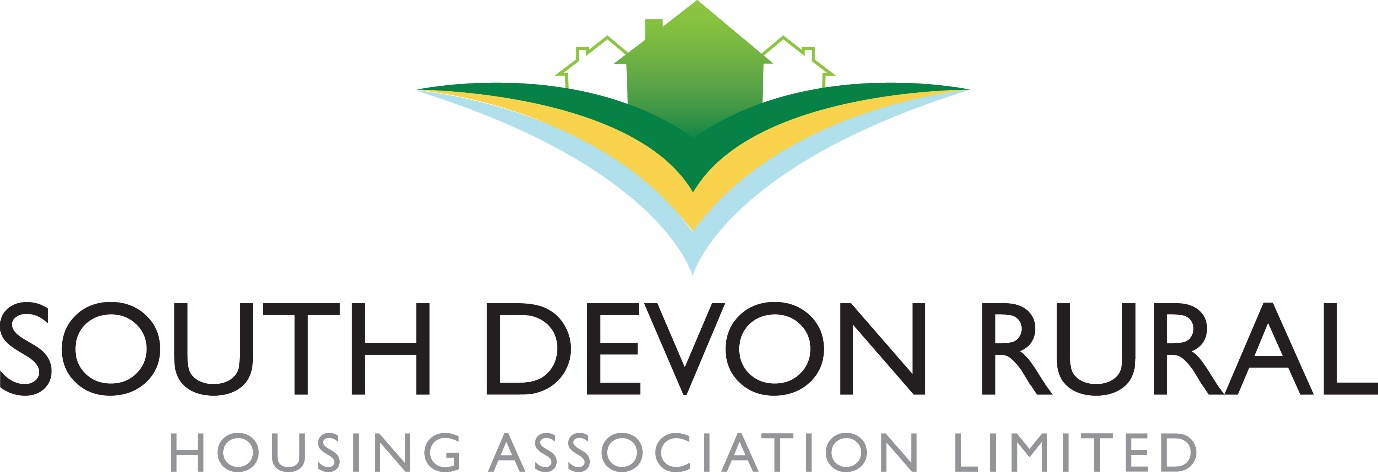 SOUTH DEVON RURAL
HOUSING ASSOCIATION LIMITED